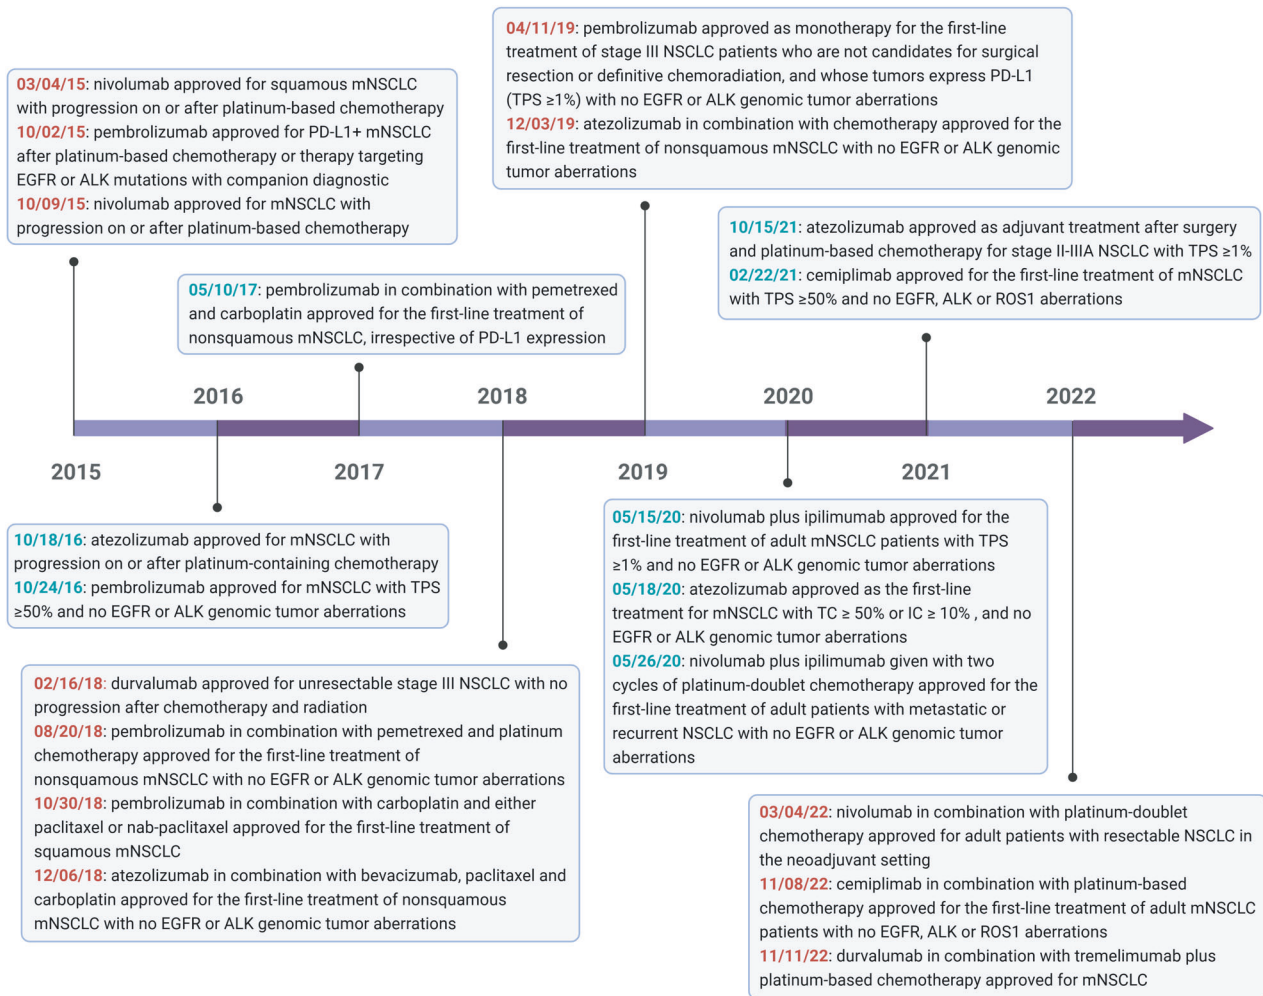 03/04/15: nivolumab approved for squamous mNSCLC
with progression on or after platinum-based chemotherapy
10/02/15: pembrolizumab approved for PD-L1+ mNSCLC
after platinum-based chemotherapy or therapy targeting
EGFR or ALK mutations with companion diagnostic
10/09/15: nivolumab approved for mNSCLC with
progression on or after platinum-based chemotherapy
04/11/19: pembrolizumab approved as monotherapy for the first-line
treatment of stage III NSCLC patients who are not candidates for surgical
resection or definitive chemoradiation, and whose tumors express PD-L1
(TPS ≥1%) with no EGFR or ALK genomic tumor aberrations
12/03/19: atezolizumab in combination with chemotherapy approved for the
first-line treatment of nonsquamous mNSCLC with no EGFR or ALK genomic
tumor aberrations
05/10/17: pembrolizumab in combination with pemetrexed
and carboplatin approved for the first-line treatment of
nonsquamous mNSCLC, irrespective of PD-L1 expression
10/15/21: atezolizumab approved as adjuvant treatment after surgery
and platinum-based chemotherapy for stage II-IIIA NSCLC with TPS ≥1%
02/22/21: cemiplimab approved for the first-line treatment of mNSCLC
with TPS ≥50% and no EGFR, ALK or ROS1 aberrations
2016
2018
2020
2022
2015
2017
2019
2021
10/18/16: atezolizumab approved for mNSCLC with
progression on or after platinum-containing chemotherapy
10/24/16: pembrolizumab approved for mNSCLC with TPS
≥50% and no EGFR or ALK genomic tumor aberrations
02/16/18: durvalumab approved for unresectable stage III NSCLC with no
progression after chemotherapy and radiation
08/20/18: pembrolizumab in combination with pemetrexed and platinum
chemotherapy approved for the first-line treatment of
nonsquamous mNSCLC with no EGFR or ALK genomic tumor aberrations
10/30/18: pembrolizumab in combination with carboplatin and either
paclitaxel or nab-paclitaxel approved for the first-line treatment of
squamous mNSCLC
12/06/18: atezolizumab in combination with bevacizumab, paclitaxel and
carboplatin approved for the first-line treatment of nonsquamous
mNSCLC with no EGFR or ALK genomic tumor aberrations
05/15/20: nivolumab plus ipilimumab approved for the
first-line treatment of adult mNSCLC patients with TPS
≥1% and no EGFR or ALK genomic tumor aberrations
05/18/20: atezolizumab approved as the first-line
treatment for mNSCLC with TC ≥ 50% or IC ≥ 10% , and no
EGFR or ALK genomic tumor aberrations
05/26/20: nivolumab plus ipilimumab given with two
cycles of platinum-doublet chemotherapy approved for the
first-line treatment of adult patients with metastatic or
recurrent NSCLC with no EGFR or ALK genomic tumor
aberrations
03/04/22: nivolumab in combination with platinum-doublet
chemotherapy approved for adult patients with resectable NSCLC in
the neoadjuvant setting
11/08/22: cemiplimab in combination with platinum-based
chemotherapy approved for the first-line treatment of adult mNSCLC
patients with no EGFR, ALK or ROS1 aberrations
11/11/22: durvalumab in combination with tremelimumab plus
platinum-based chemotherapy approved for mNSCLC